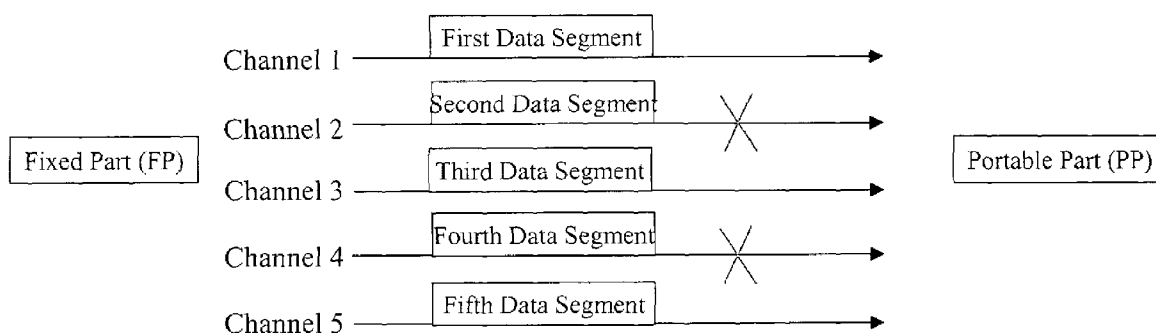 First Data Segment
Channel 1
Second Data Segment
Channel 2
Fixed Part (FP)
Portable Part (PP)
Third Data Segment
Channel 3
Fourth Data Segment
Channel 4
Fifth Data Segment
Channel 5